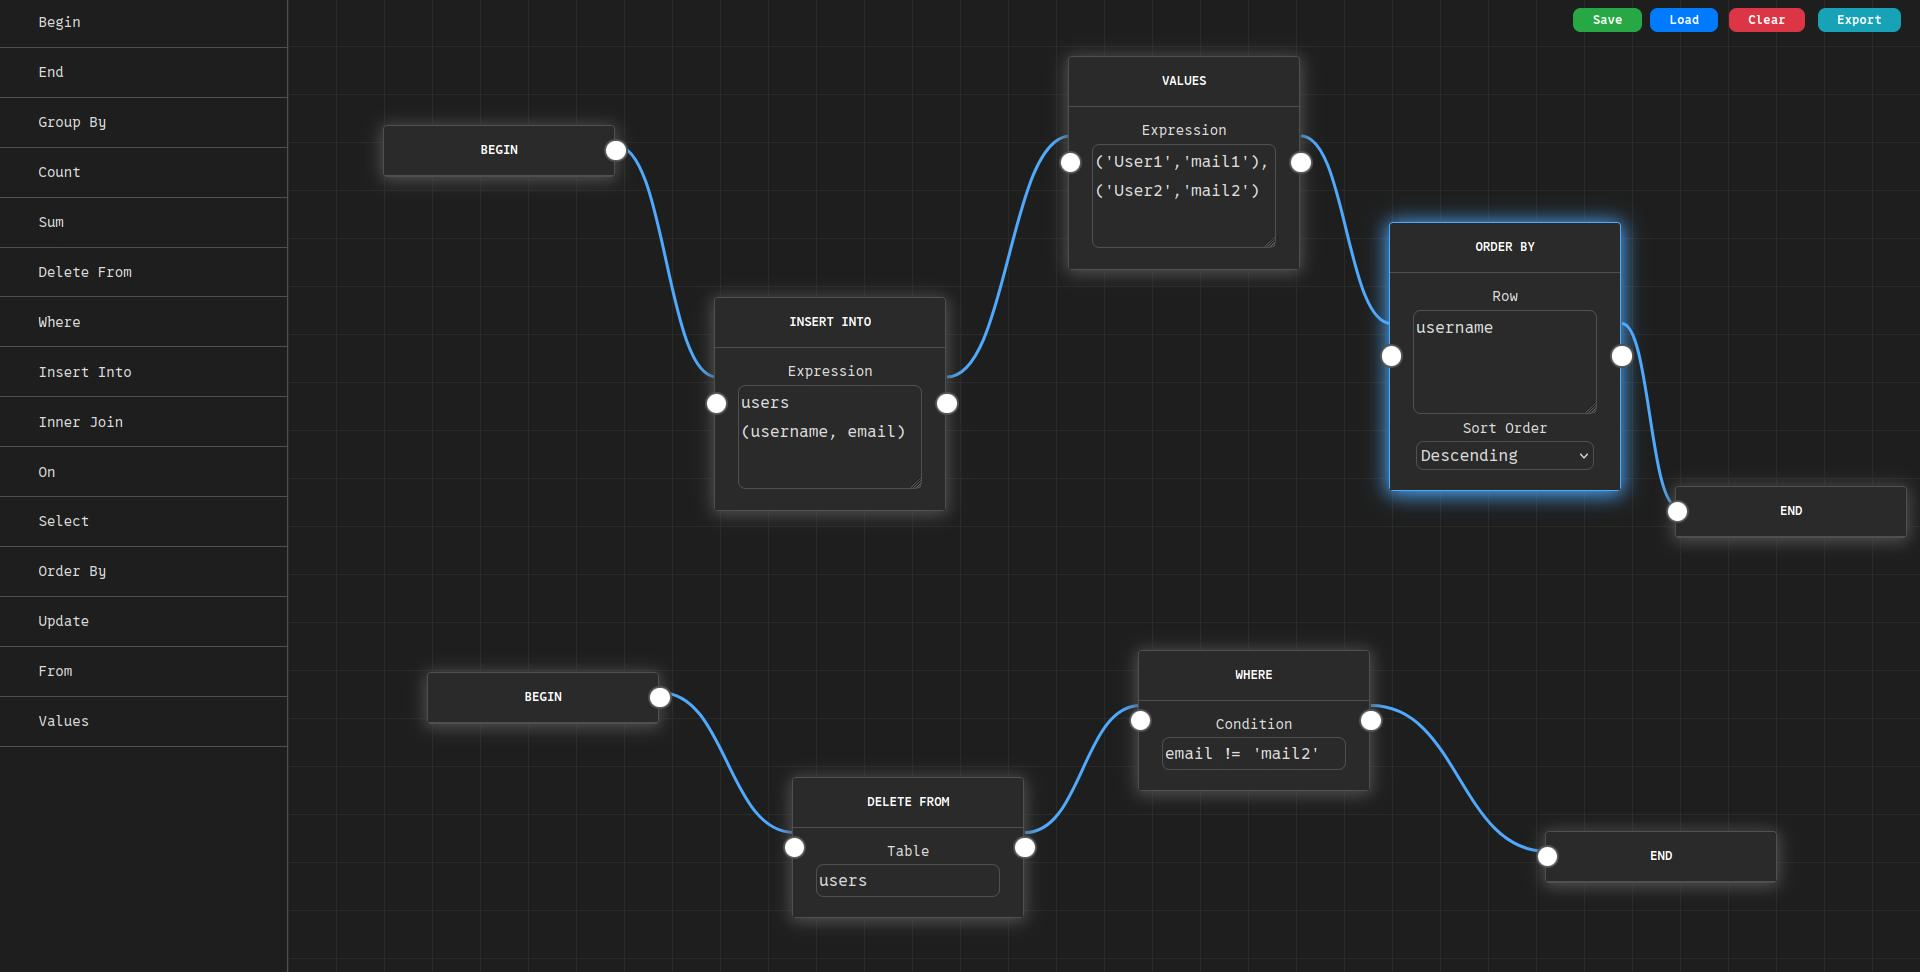 Begin
End
Group By
Count
Sum
Delete From
Where
Insert Into
Inner Join
On
Select
Order By
Update
From
Values
Save
Load
Clear
Export
BEGIN
INSERT INTO
Expression
users
(username, email)
VALUES
Expression
('User1','mail1'),
('User2','mail2')
ORDER BY
Row
username
Sort Order
Descending
END
BEGIN
DELETE FROM
Table
users
WHERE
Condition
email != 'mail2'
END